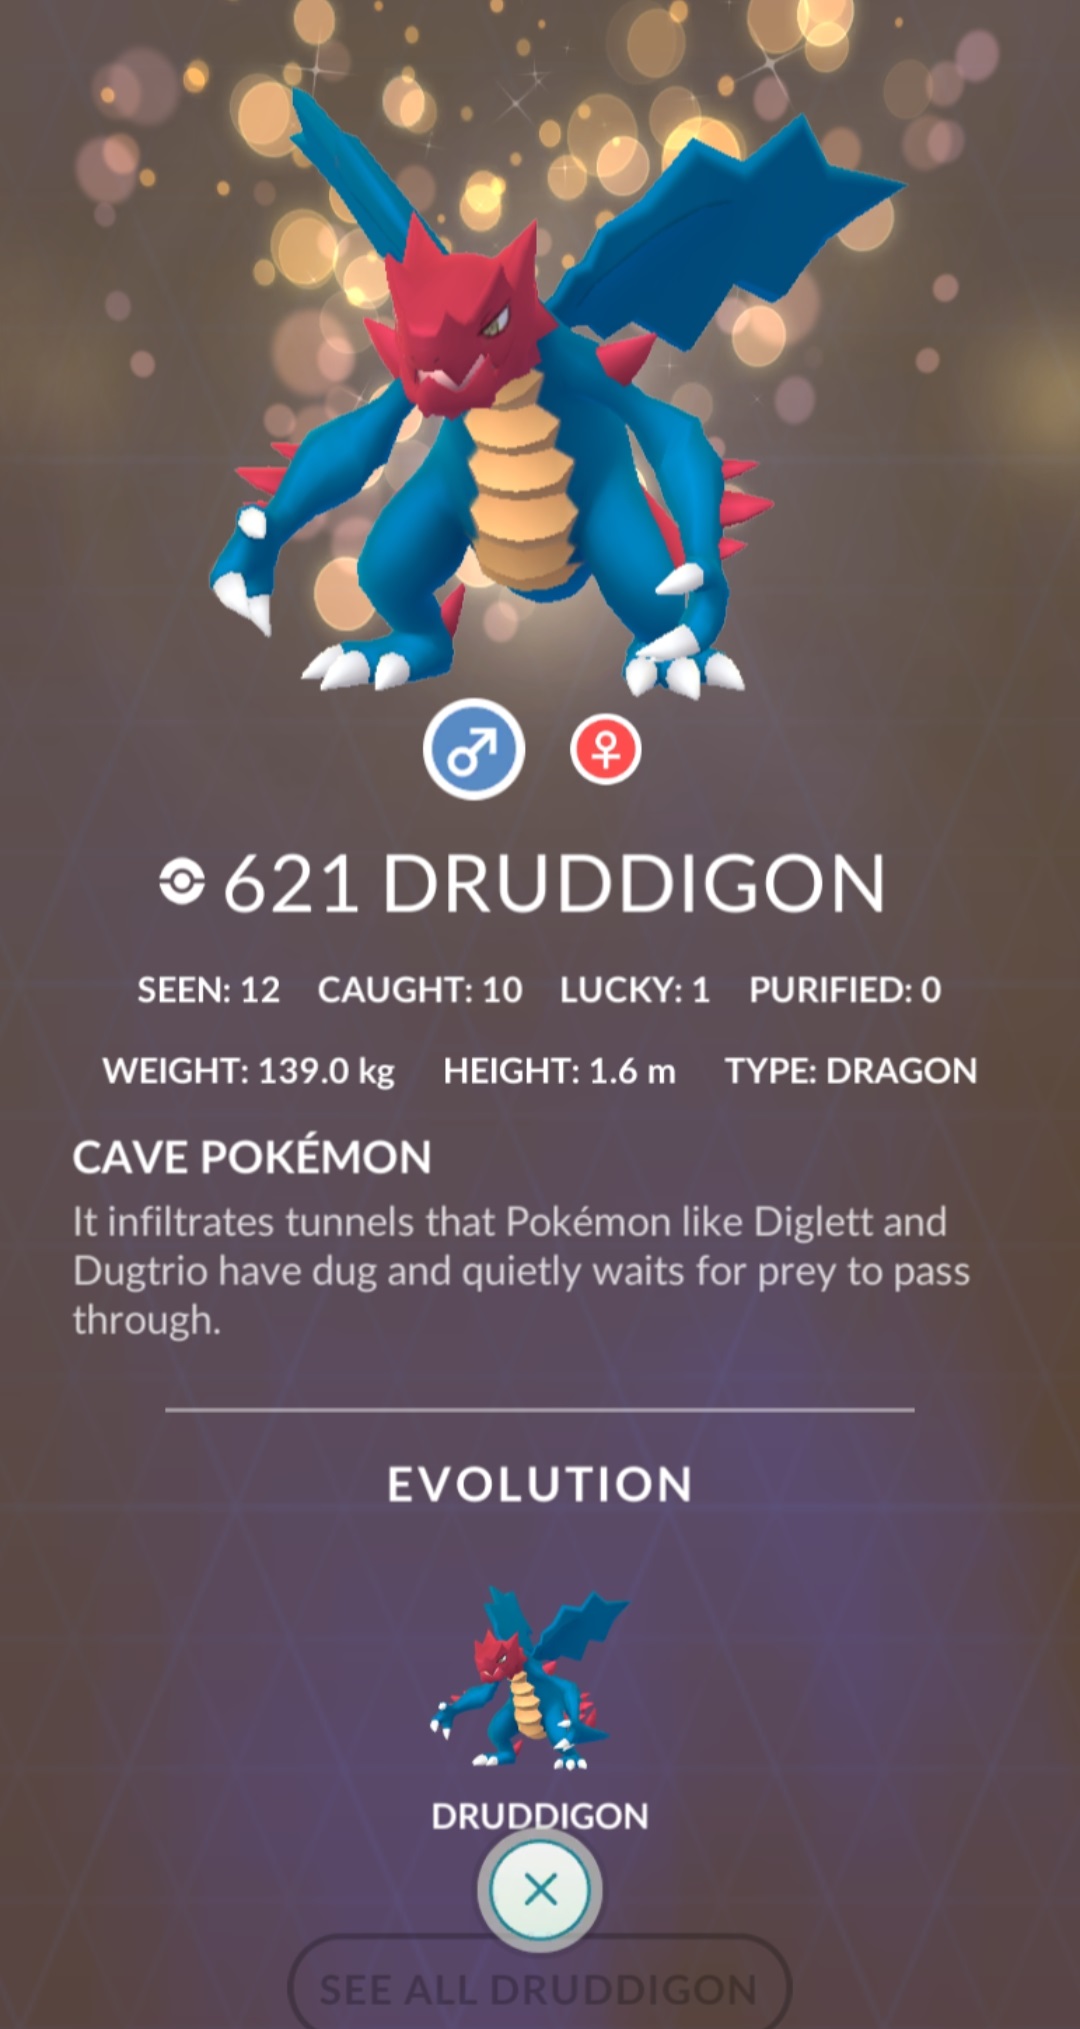 621 DRUDDIGON
SEEN: 12 CAUGHT: 10 LUCKY: 1 PURIFIED: 0
WEIGHT: 139.0 kg HEIGHT: 1.6 m TYPE: DRAGON
CAVE POKÉMON
It infiltrates tunnels that Pokémon like Diglett and
Dugtrio have dug and quietly waits for prey to pass
through.
EVOLUTION
DRUDDIGON
SEE ALL DRUDDIGON